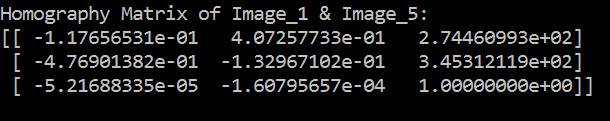 Homography Matrix of Image_1 & Image_5:
[[ -1.17656531e-01 4.07257733e-01 2.74460993e+02]
[ -4.76901382e-01 -1.32967102e-01 3.45312119e+02]
[ -5.21688335e-05 -1.60795657e-04 1.00000000e+00]]